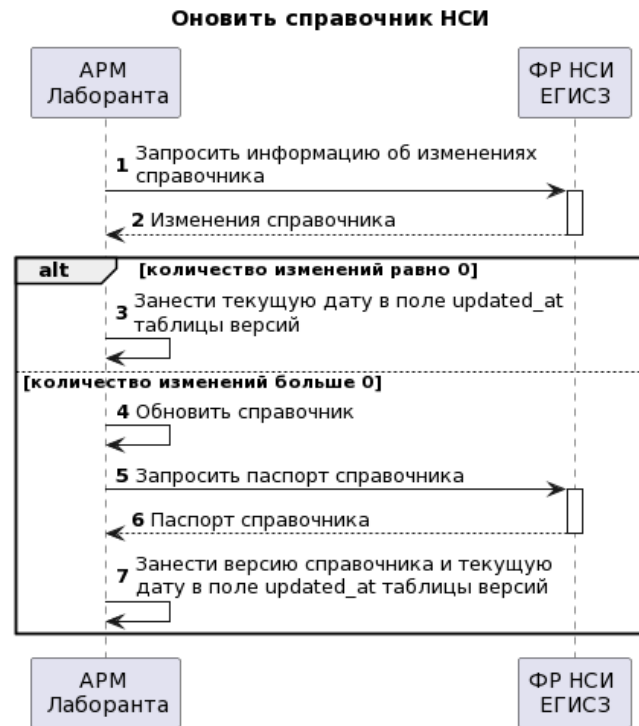 Оновить справочник НСИ
АРМ
Лаборанта
ФР НСИ
ЕГИСЗ
1 Запросить информацию об изменениях
справочника
2 Изменения справочника
alt [количество изменений равно 0]
3 Занести текущую дату в поле updated_at
таблицы версий
[количество изменений больше 0]
4 Обновить справочник
5 Запросить паспорт справочника
6 Паспорт справочника
7 Занести версию справочника и текущую
дату в поле updated_at таблицы версий
АРМ
Лаборанта
ФР НСИ
ЕГИСЗ